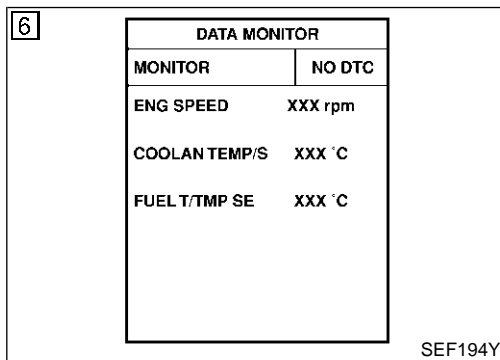 6
DATA MONITOR
MONITOR NO DTC
ENG SPEED XXX rpm
COOLAN TEMP/S XXX °C
FUEL T/TMP SE XXX °C
SEF194Y